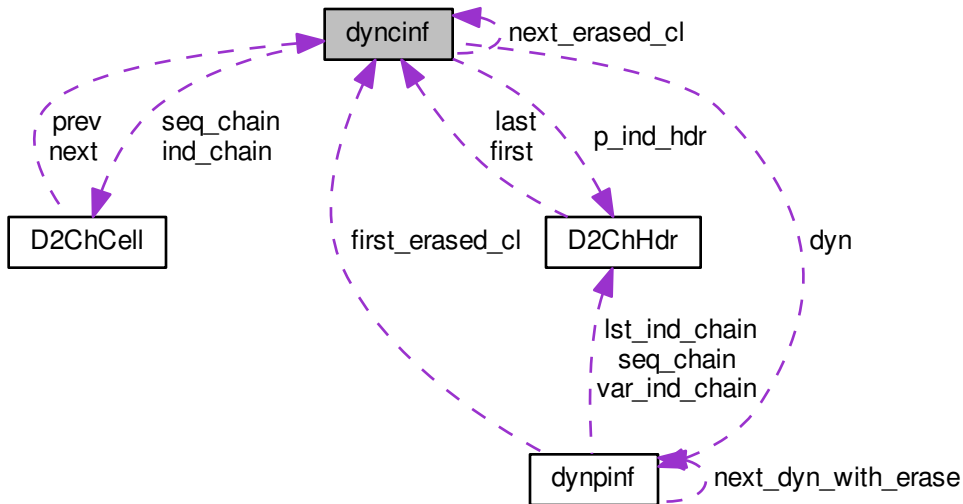 dyncinf
next_erased_cl
prev
next
seq_chain
ind_chain
last
first
p_ind_hdr
D2ChCell
first_erased_cl
D2ChHdr
dyn
lst_ind_chain
seq_chain
var_ind_chain
dynpinf
next_dyn_with_erase